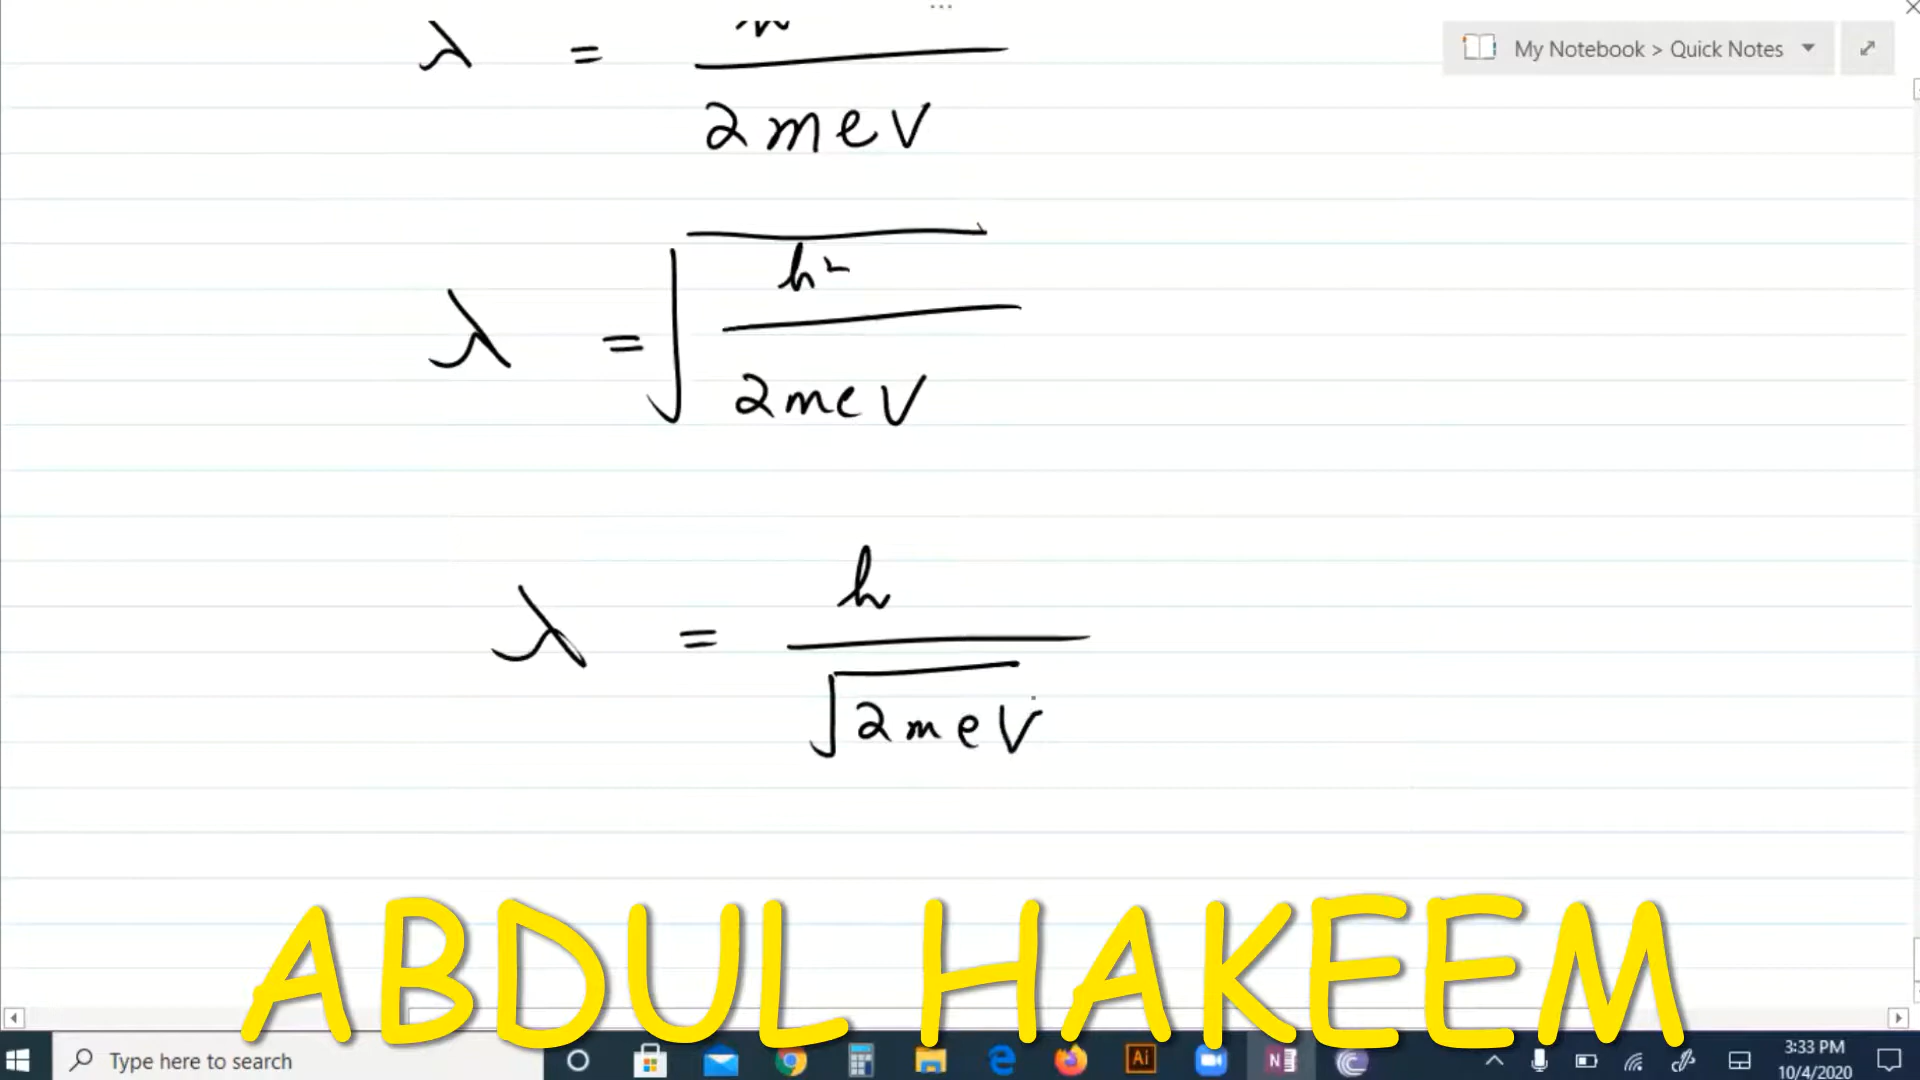 My Notebook > Quick Notes
λ =
2meV
λ = √h²/2meV
λ = h/√2meV
ABDUL HAKEEM
Type here to search
Ai
N
3:33 PM
10/4/2020